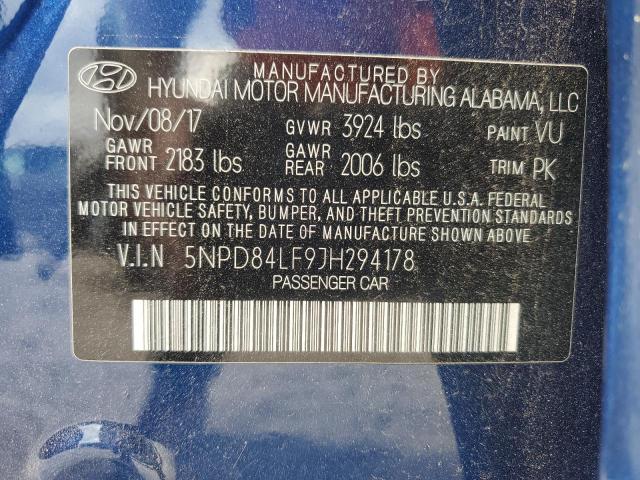 MANUFACTURED BY
HYUNDAI MOTOR MANUFACTURING ALABAMA, LLC
Nov/08/17 GVWR 3924 lbs PAINT VU
GAWR FRONT 2183 lbs GAWR REAR 2006 lbs TRIM PK
THIS VEHICLE CONFORMS TO ALL APPLICABLE U.S.A. FEDERAL
MOTOR VEHICLE SAFETY, BUMPER, AND THEFT PREVENTION STANDARDS
IN EFFECT ON THE DATE OF MANUFACTURE SHOWN ABOVE.
V.I.N 5NPD84LF9JH294178
PASSENGER CAR